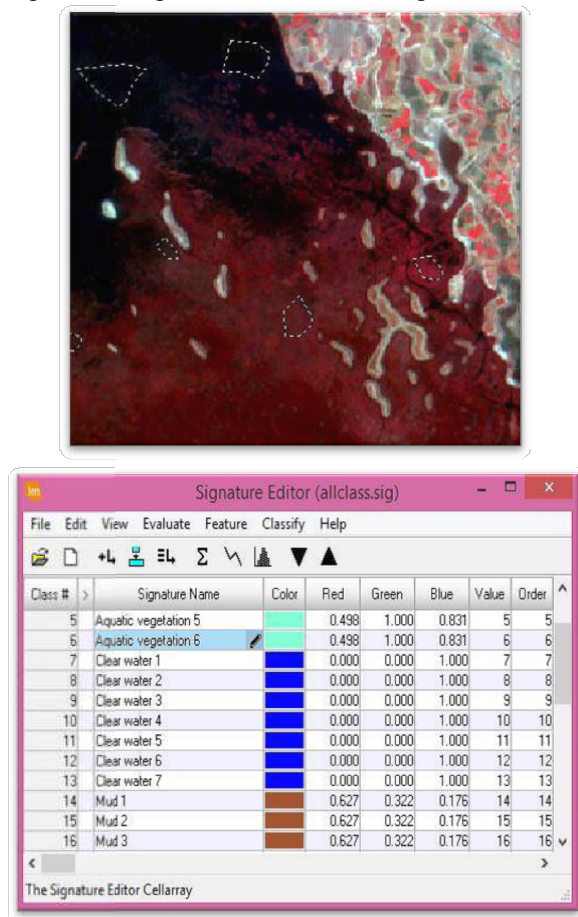 Signature Editor (allclass.sig)
File Edit View Evaluate Feature Classify Help
Class # > Signature Name Color Red Green Blue Value Order
5 Aquatic vegetation 5 0.498 1.000 0.831 5 5
6 Aquatic vegetation 6 0.498 1.000 0.831 6 6
7 Clear water 1 0.000 0.000 1.000 7 7
8 Clear water 2 0.000 0.000 1.000 8 8
9 Clear water 3 0.000 0.000 1.000 9 9
10 Clear water 4 0.000 0.000 1.000 10 10
11 Clear water 5 0.000 0.000 1.000 11 11
12 Clear water 6 0.000 0.000 1.000 12 12
13 Clear water 7 0.000 0.000 1.000 13 13
14 Mud 1 0.627 0.322 0.176 14 14
15 Mud 2 0.627 0.322 0.176 15 15
16 Mud 3 0.627 0.322 0.176 16 16
The Signature Editor Cellarray